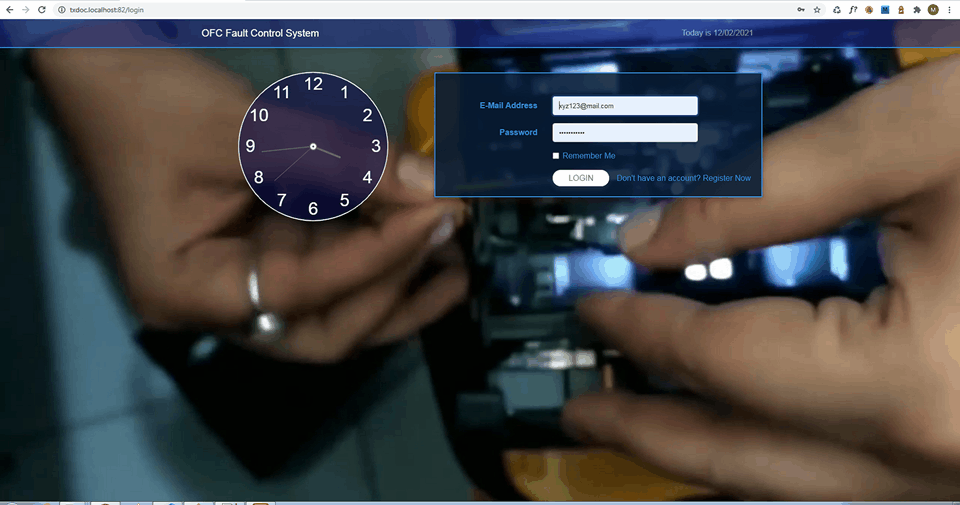 txdoc.localhost:82/login
f?
M
OFC Fault Control System
Today is 12/02/2021
12
11
1
10
2
9
3
8
4
7
5
6
E-Mail Address
xyz123@mail.com
Password
Remember Me
LOGIN
Don't have an account? Register Now